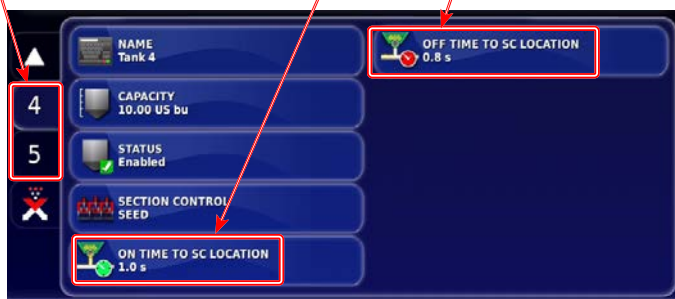 4
5
NAME
Tank 4
CAPACITY
10.00 US bu
STATUS
Enabled
SECTION CONTROL
SEED
ON TIME TO SC LOCATION
1.0 s
OFF TIME TO SC LOCATION
0.8 s